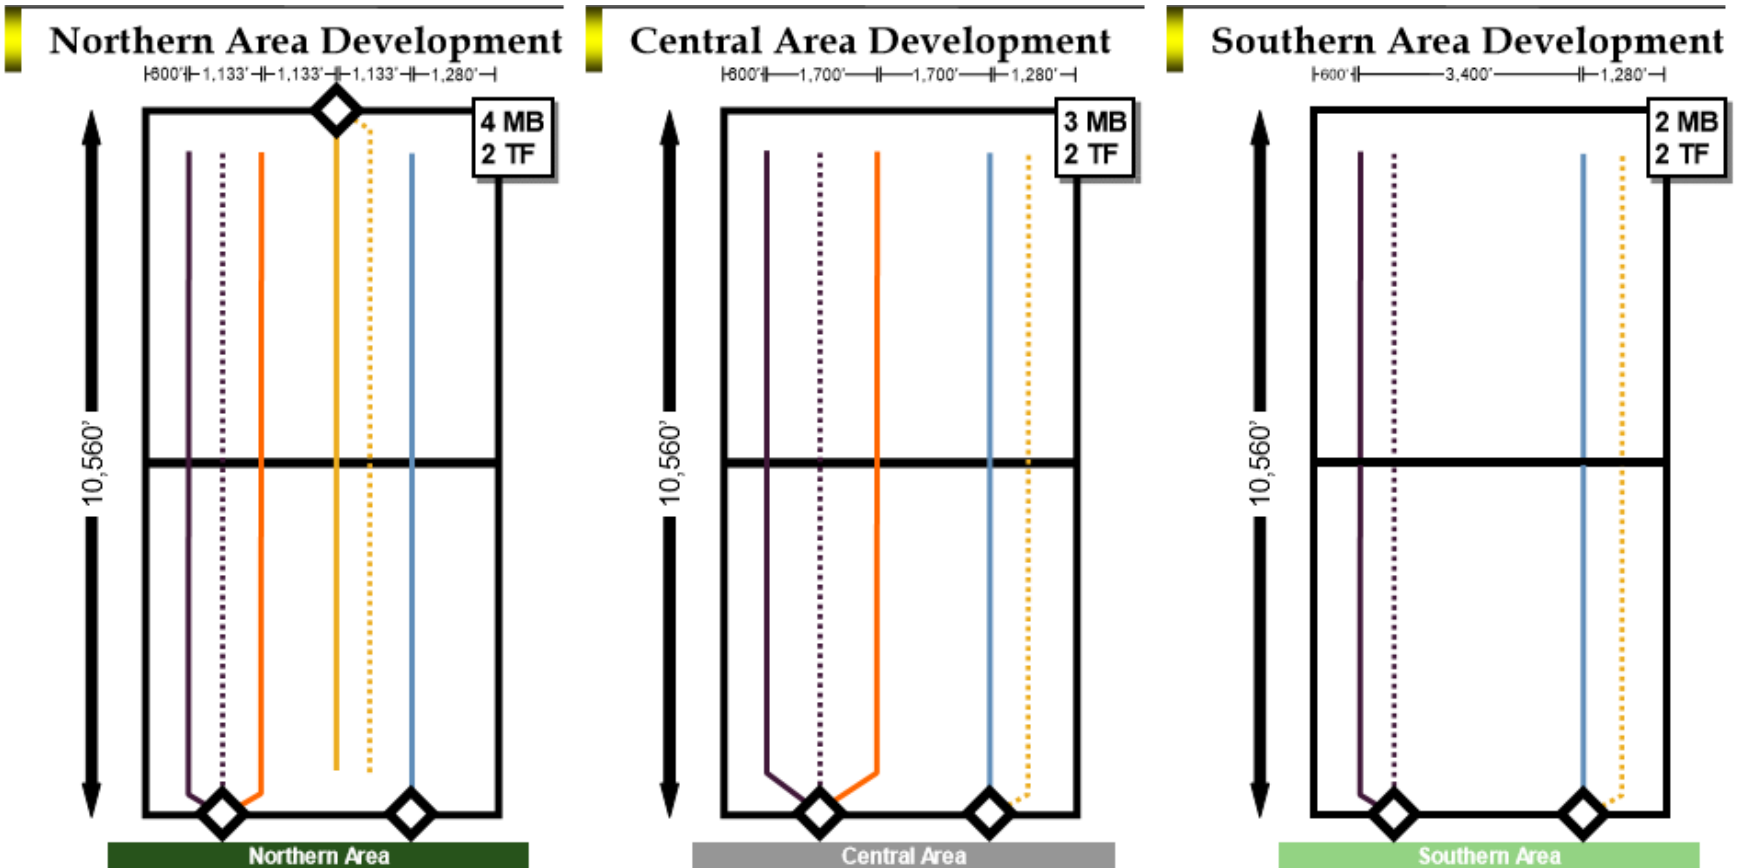 Northern Area Development
600' 1,133' 1,133' 1,133' 1,280'
4 MB
2 TF
10,560'
Northern Area
Central Area Development
600' 1,700' 1,700' 1,280'
3 MB
2 TF
10,560'
Central Area
Southern Area Development
600' 3,400' 1,280'
2 MB
2 TF
10,560'
Southern Area